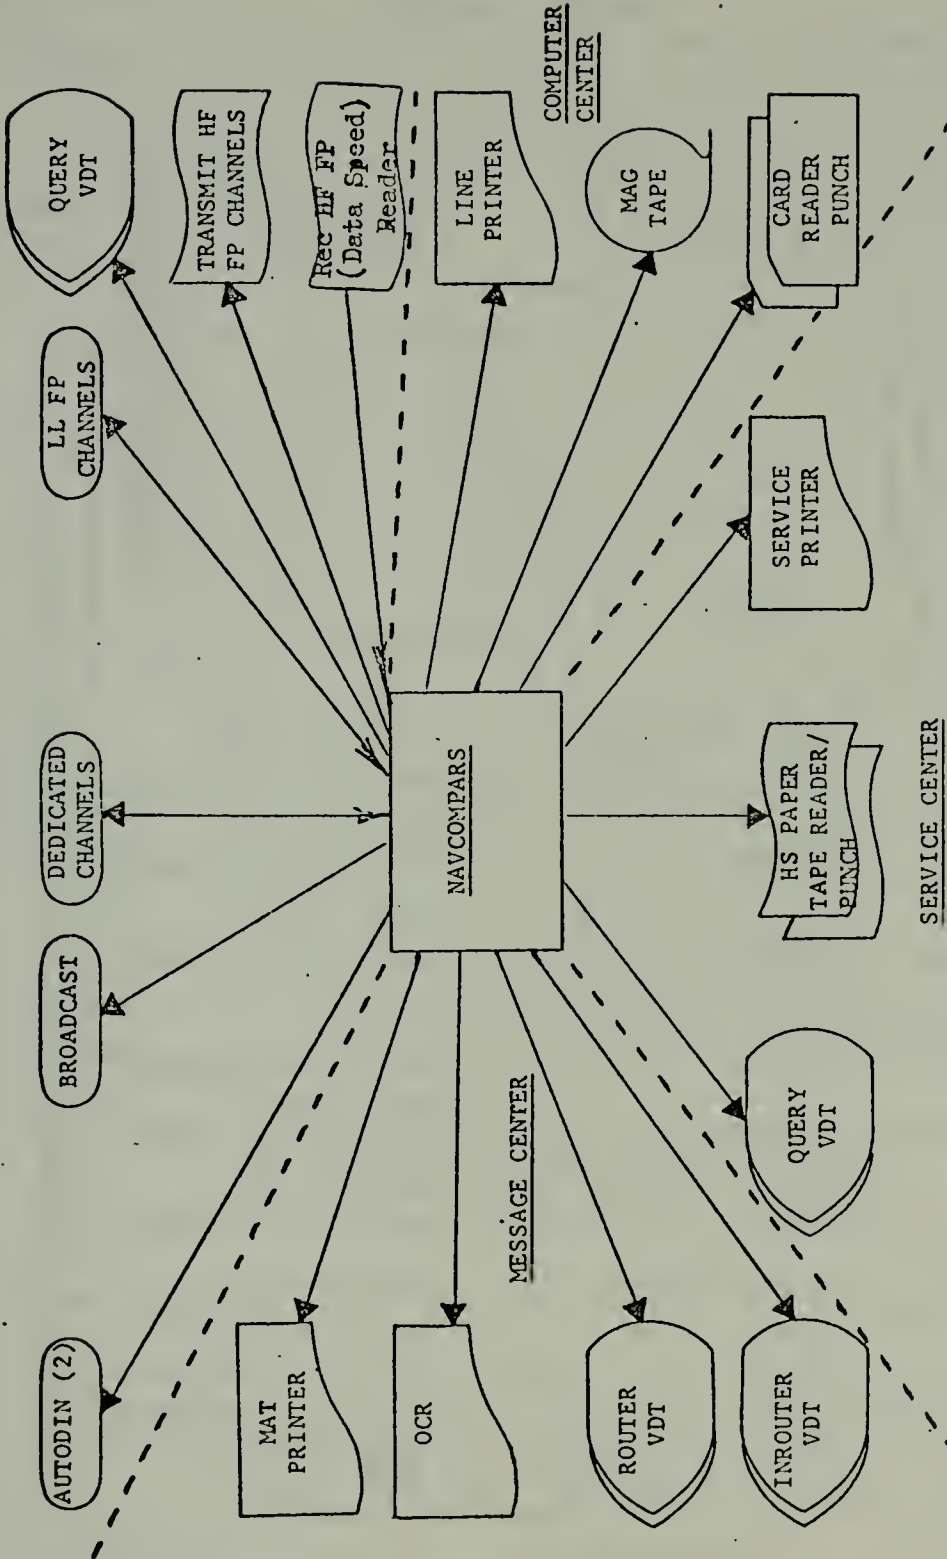 AUTODIN (2)
BROADCAST
DEDICATED
CHANNELS
LL FP
CHANNELS
QUERY
VDT
TRANSMIT HF
FP CHANNELS
Rec HF FP
(Data Speed)
Reader
MAT
PRINTER
OCR
MESSAGE CENTER
ROUTER
VDT
INROUTER
VDT
NAVCOMPARS
LINE
PRINTER
COMPUTER
CENTER
MAG
TAPE
CARD
READER
PUNCH
QUERY
VDT
HS PAPER
TAPE READER/
PUNCH
SERVICE
PRINTER
SERVICE CENTER